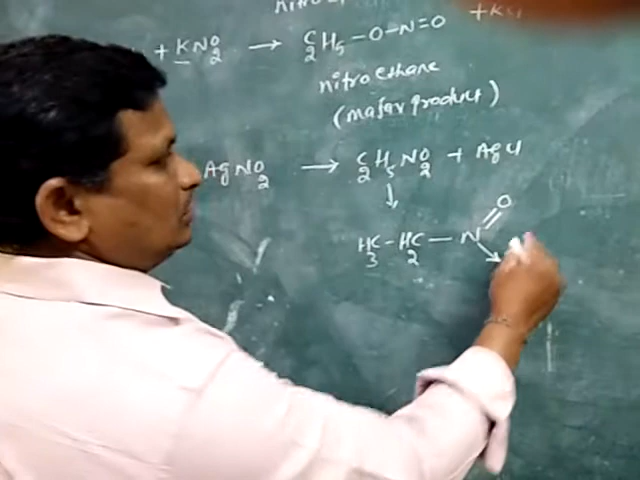 + KNO2 → C2H5-O-N=O + K
nitroethane
(major product)
AgNO2 → C2H5NO2 + AgCl
↓
H3C-H2C-N=O